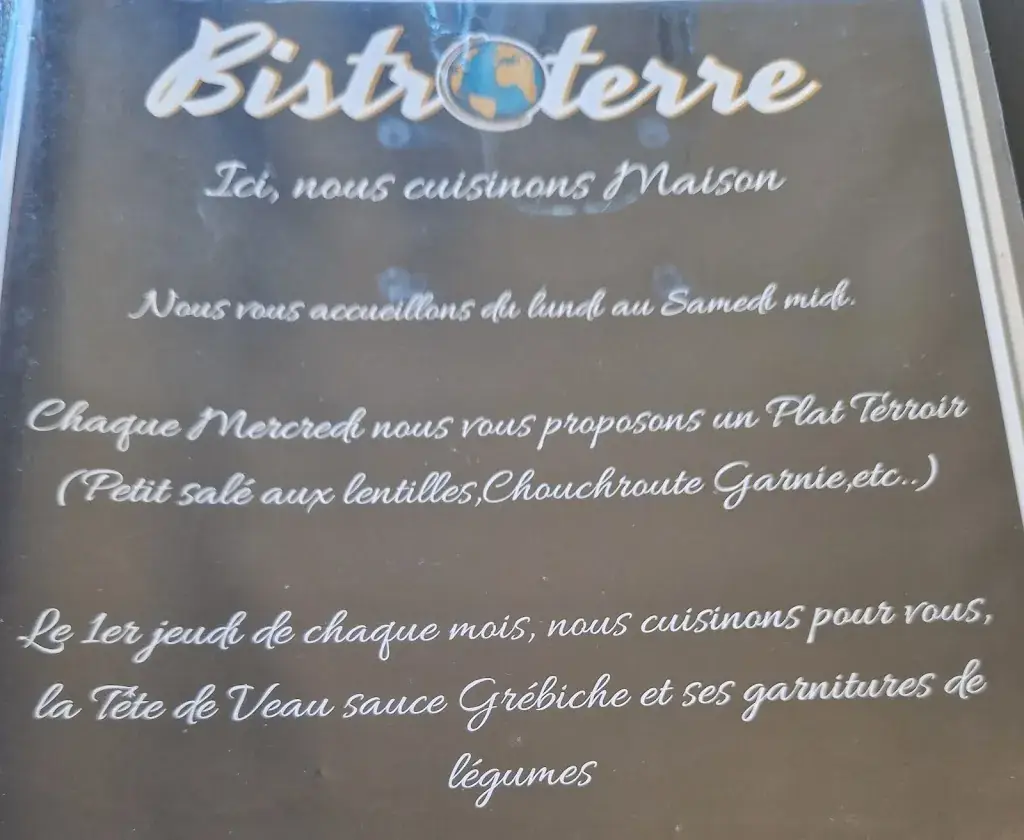 Bistroterre
Ici, nous cuisinons Maison
Nous vous accueillons du lundi au Samedi midi.
Chaque Mercredi nous vous proposons un Plat Térroir
(Petit salé aux lentilles,Chouchroute Garnie,etc..)
Le 1er jeudi de chaque mois, nous cuisinons pour vous,
la Tête de Veau sauce Grébiche et ses garnitures de
légumes